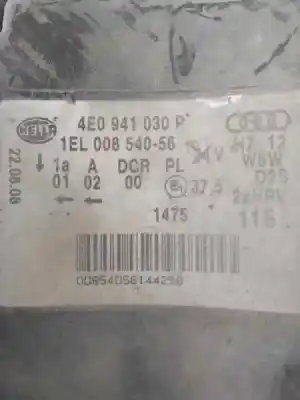 HELLA 4E0 941 030 P
1EL 008 540-56 H7 12
22.08.08 1a A DCR PL V W5W
01 02 00 37,5 D2S
1475 116